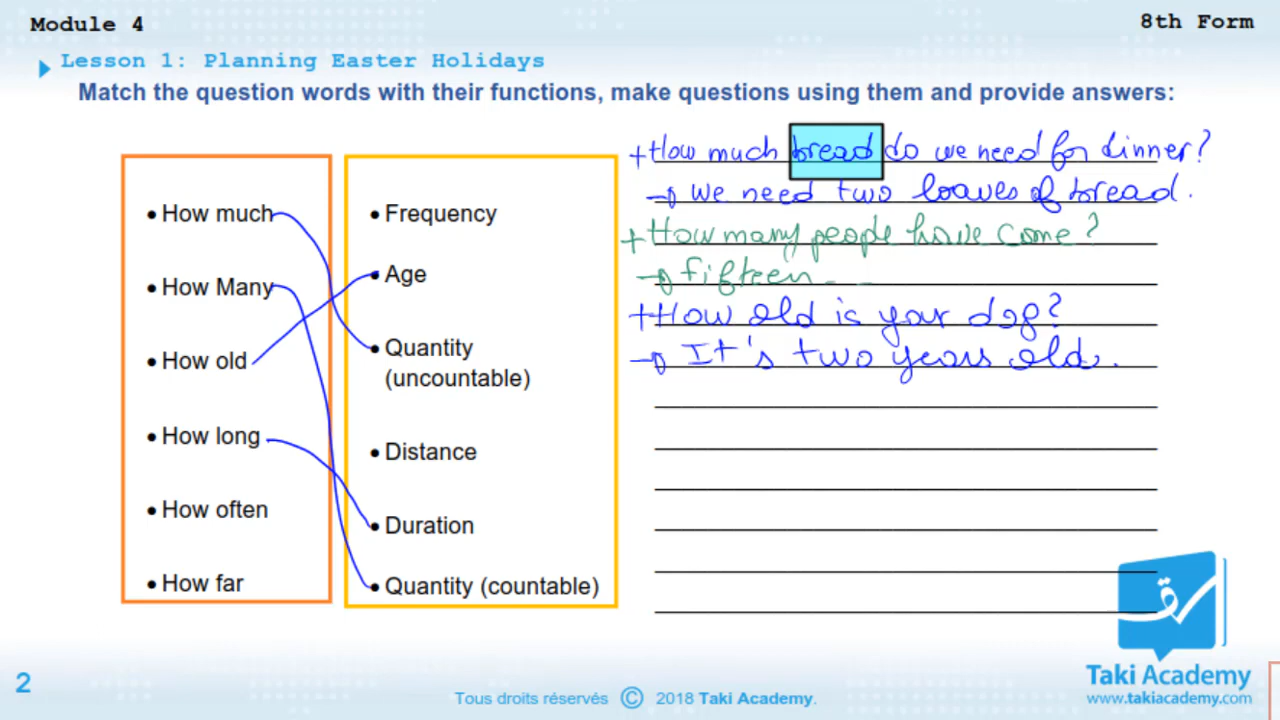 Module 4
8th Form
Lesson 1: Planning Easter Holidays
Match the question words with their functions, make questions using them and provide answers:
• How much
• How Many
• How old
• How long
• How often
• How far
• Frequency
• Age
• Quantity
(uncountable)
• Distance
• Duration
• Quantity (countable)
+ How much bread do we need for dinner?
→ We need two loaves of bread.
+ How many people have come?
→ fifteen...
+ How old is your dog?
→ It's two years old.
Taki Academy
www.takiacademy.com
2
Tous droits réservés © 2018 Taki Academy.